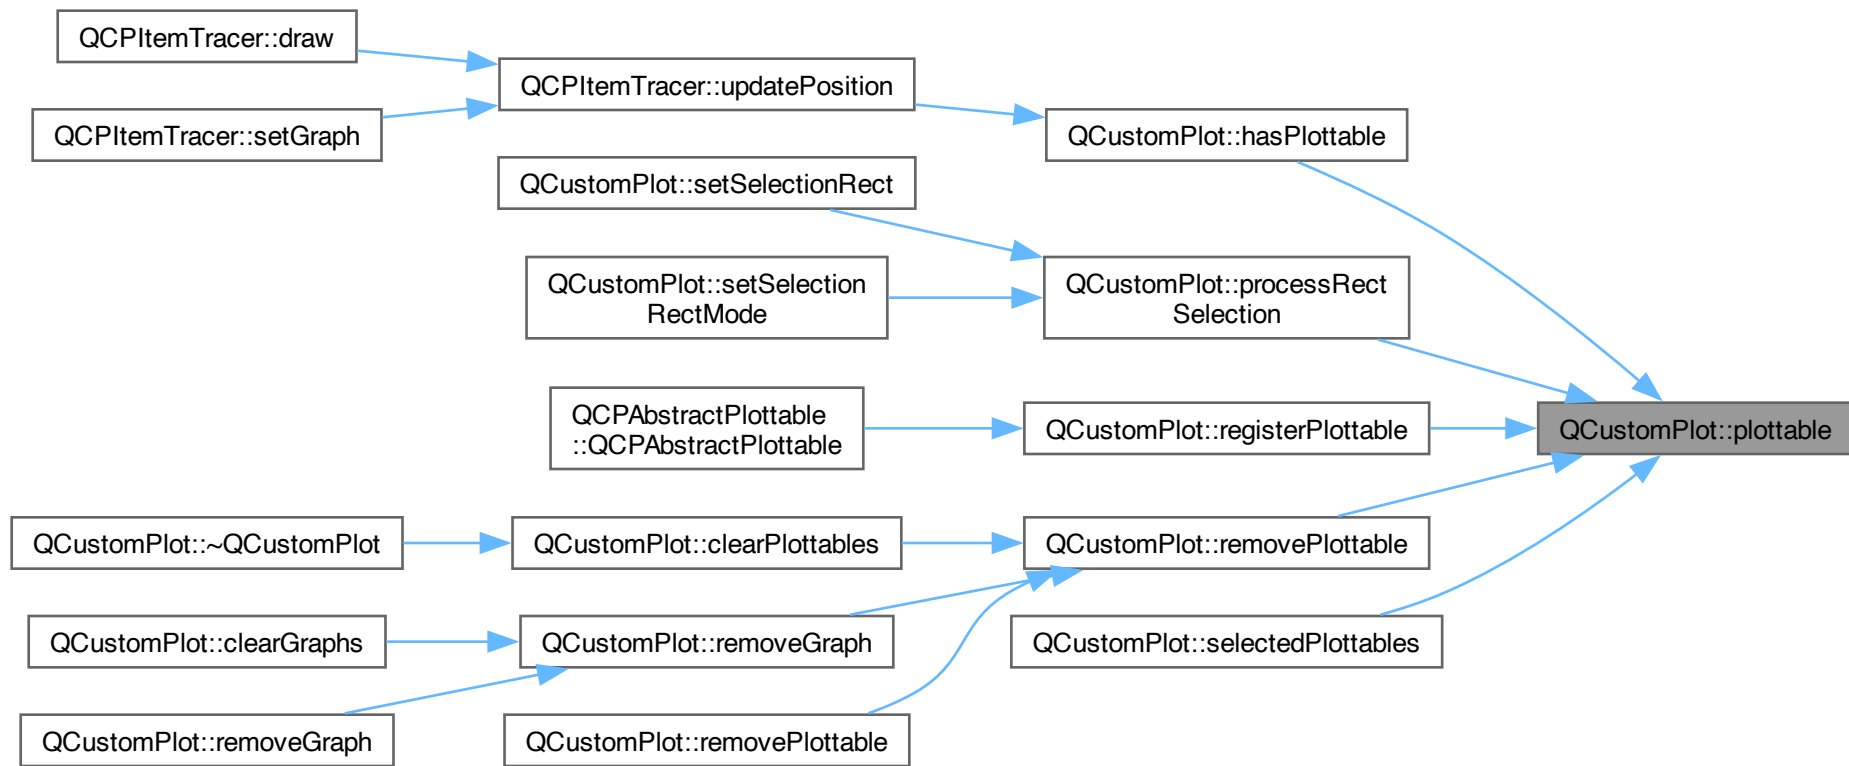 QCPItemTracer::draw
QCPItemTracer::updatePosition
QCPItemTracer::setGraph
QCustomPlot::hasPlottable
QCustomPlot::setSelectionRect
QCustomPlot::setSelection
RectMode
QCustomPlot::processRect
Selection
QCPAbstractPlottable
::QCPAbstractPlottable
QCustomPlot::registerPlottable
QCustomPlot::plottable
QCustomPlot::~QCustomPlot
QCustomPlot::clearPlottables
QCustomPlot::removePlottable
QCustomPlot::clearGraphs
QCustomPlot::removeGraph
QCustomPlot::selectedPlottables
QCustomPlot::removeGraph
QCustomPlot::removePlottable